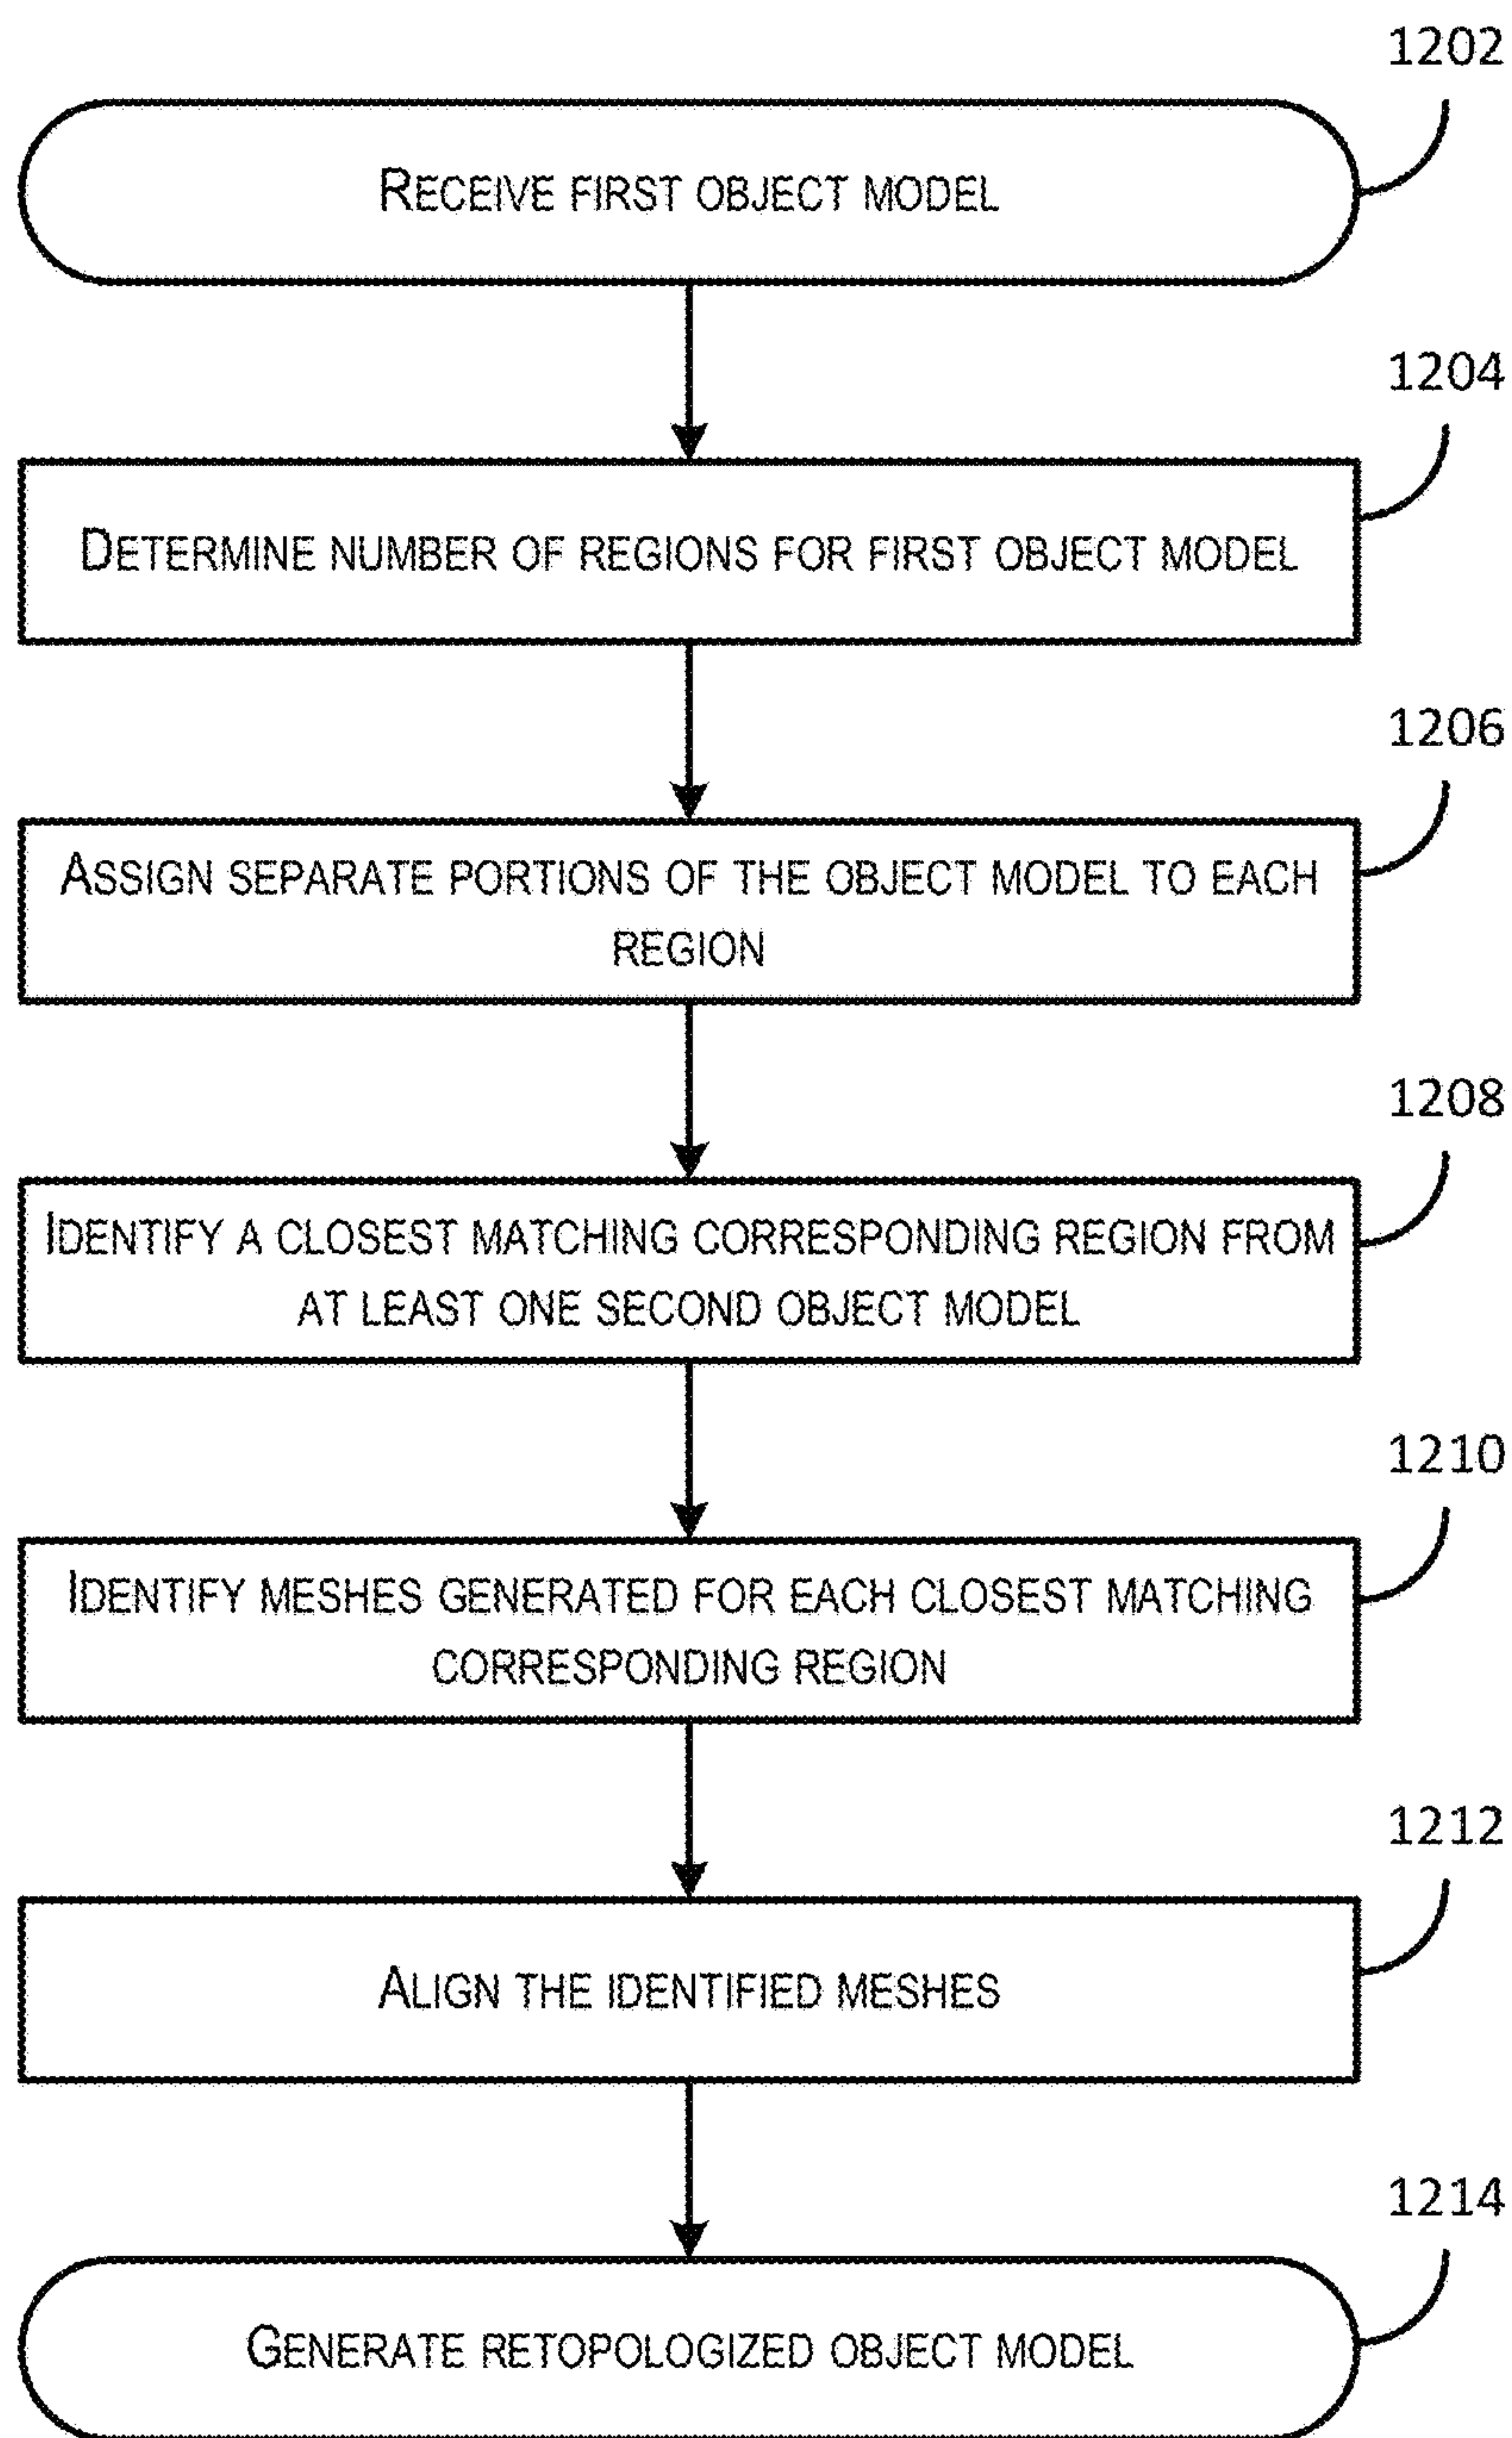 1202
RECEIVE FIRST OBJECT MODEL
1204
DETERMINE NUMBER OF REGIONS FOR FIRST OBJECT MODEL
1206
ASSIGN SEPARATE PORTIONS OF THE OBJECT MODEL TO EACH
REGION
1208
IDENTIFY A CLOSEST MATCHING CORRESPONDING REGION FROM
AT LEAST ONE SECOND OBJECT MODEL
1210
IDENTIFY MESHES GENERATED FOR EACH CLOSEST MATCHING
CORRESPONDING REGION
1212
ALIGN THE IDENTIFIED MESHES
1214
GENERATE RETOPOLOGIZED OBJECT MODEL